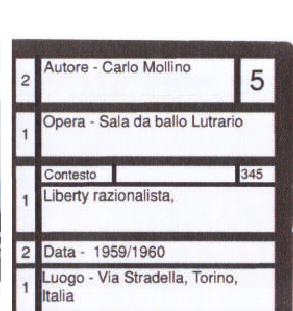 2 Autore - Carlo Mollino 5
1 Opera - Sala da ballo Lutrario
Contesto 345
1 Liberty razionalista,
2 Data - 1959/1960
1 Luogo - Via Stradella, Torino,
Italia